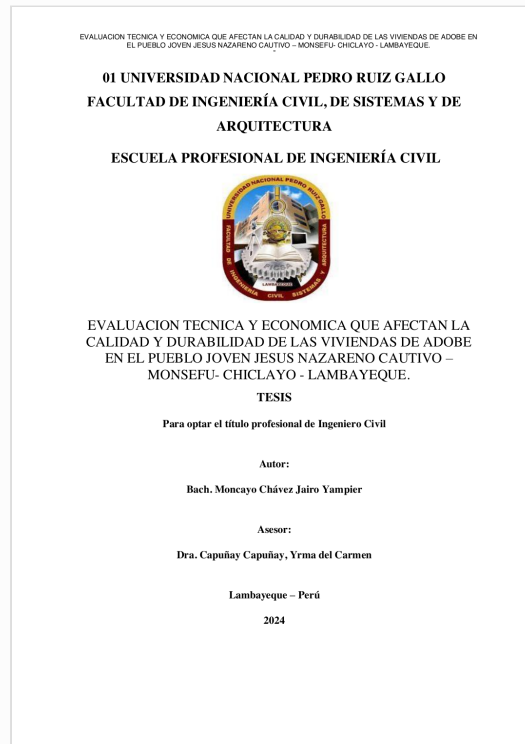 EVALUACION TECNICA Y ECONOMICA QUE AFECTAN LA CALIDAD Y DURABILIDAD DE LAS VIVIENDAS DE ADOBE EN
EL PUEBLO JOVEN JESUS NAZARENO CAUTIVO – MONSEFU- CHICLAYO - LAMBAYEQUE.
01 UNIVERSIDAD NACIONAL PEDRO RUIZ GALLO
FACULTAD DE INGENIERÍA CIVIL, DE SISTEMAS Y DE
ARQUITECTURA
ESCUELA PROFESIONAL DE INGENIERÍA CIVIL
UNIVERSIDAD NACIONAL PEDRO RUIZ GALLO
FACULTAD DE INGENIERIA CIVIL SISTEMAS Y ARQUITECTURA
LAMBAYEQUE
EVALUACION TECNICA Y ECONOMICA QUE AFECTAN LA
CALIDAD Y DURABILIDAD DE LAS VIVIENDAS DE ADOBE
EN EL PUEBLO JOVEN JESUS NAZARENO CAUTIVO –
MONSEFU- CHICLAYO - LAMBAYEQUE.
TESIS
Para optar el título profesional de Ingeniero Civil
Autor:
Bach. Moncayo Chávez Jairo Yampier
Asesor:
Dra. Capuñay Capuñay, Yrma del Carmen
Lambayeque – Perú
2024